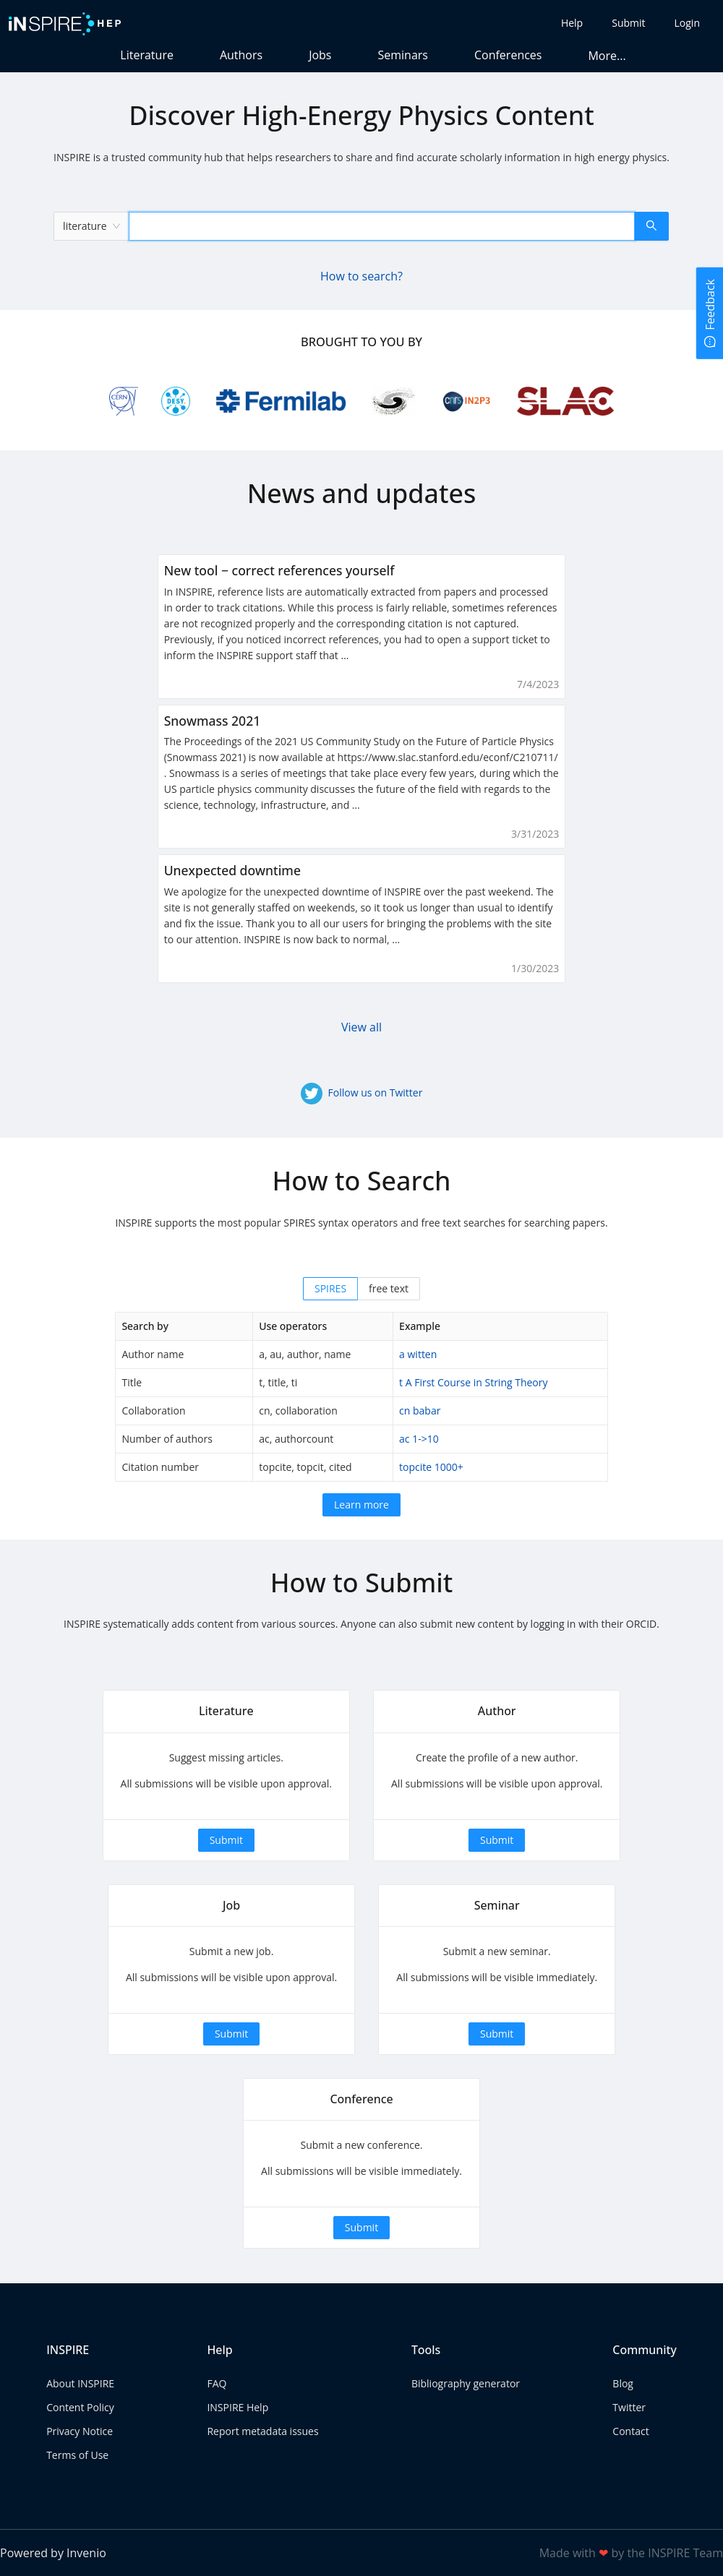 iNSPIRE HEP
Help Submit Login
Literature Authors Jobs Seminars Conferences More...
Discover High-Energy Physics Content
INSPIRE is a trusted community hub that helps researchers to share and find accurate scholarly information in high energy physics.
literature
How to search?
Feedback
BROUGHT TO YOU BY
CERN DESY. Fermilab cnrs IN2P3 SLAC
News and updates
New tool – correct references yourself
In INSPIRE, reference lists are automatically extracted from papers and processed
in order to track citations. While this process is fairly reliable, sometimes references
are not recognized properly and the corresponding citation is not captured.
Previously, if you noticed incorrect references, you had to open a support ticket to
inform the INSPIRE support staff that ...
7/4/2023
Snowmass 2021
The Proceedings of the 2021 US Community Study on the Future of Particle Physics
(Snowmass 2021) is now available at https://www.slac.stanford.edu/econf/C210711/
. Snowmass is a series of meetings that take place every few years, during which the
US particle physics community discusses the future of the field with regards to the
science, technology, infrastructure, and ...
3/31/2023
Unexpected downtime
We apologize for the unexpected downtime of INSPIRE over the past weekend. The
site is not generally staffed on weekends, so it took us longer than usual to identify
and fix the issue. Thank you to all our users for bringing the problems with the site
to our attention. INSPIRE is now back to normal, ...
1/30/2023
View all
Follow us on Twitter
How to Search
INSPIRE supports the most popular SPIRES syntax operators and free text searches for searching papers.
SPIRES free text
Search by Use operators Example
Author name a, au, author, name a witten
Title t, title, ti t A First Course in String Theory
Collaboration cn, collaboration cn babar
Number of authors ac, authorcount ac 1->10
Citation number topcite, topcit, cited topcite 1000+
Learn more
How to Submit
INSPIRE systematically adds content from various sources. Anyone can also submit new content by logging in with their ORCID.
Literature
Suggest missing articles.
All submissions will be visible upon approval.
Submit
Author
Create the profile of a new author.
All submissions will be visible upon approval.
Submit
Job
Submit a new job.
All submissions will be visible upon approval.
Submit
Seminar
Submit a new seminar.
All submissions will be visible immediately.
Submit
Conference
Submit a new conference.
All submissions will be visible immediately.
Submit
INSPIRE
About INSPIRE
Content Policy
Privacy Notice
Terms of Use
Help
FAQ
INSPIRE Help
Report metadata issues
Tools
Bibliography generator
Community
Blog
Twitter
Contact
Powered by Invenio
Made with ❤ by the INSPIRE Team